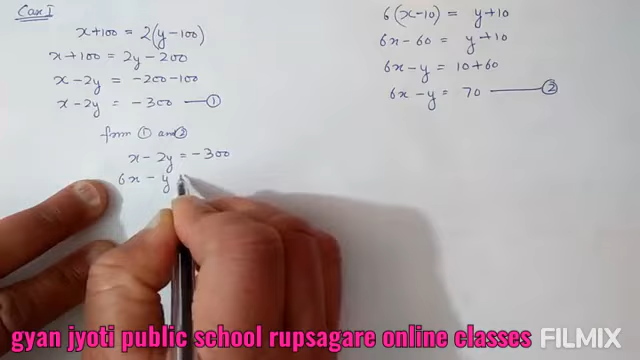 Case I
x+100 = 2(y-100)
x+100 = 2y-200
x-2y = -200-100
x-2y = -300 ——①
from ① and ②
x-2y = -300
6x-y
6(x-10) = y+10
6x-60 = y+10
6x-y = 10+60
6x-y = 70 ——②
gyan jyoti public school rupsagare online classes
FILMIX